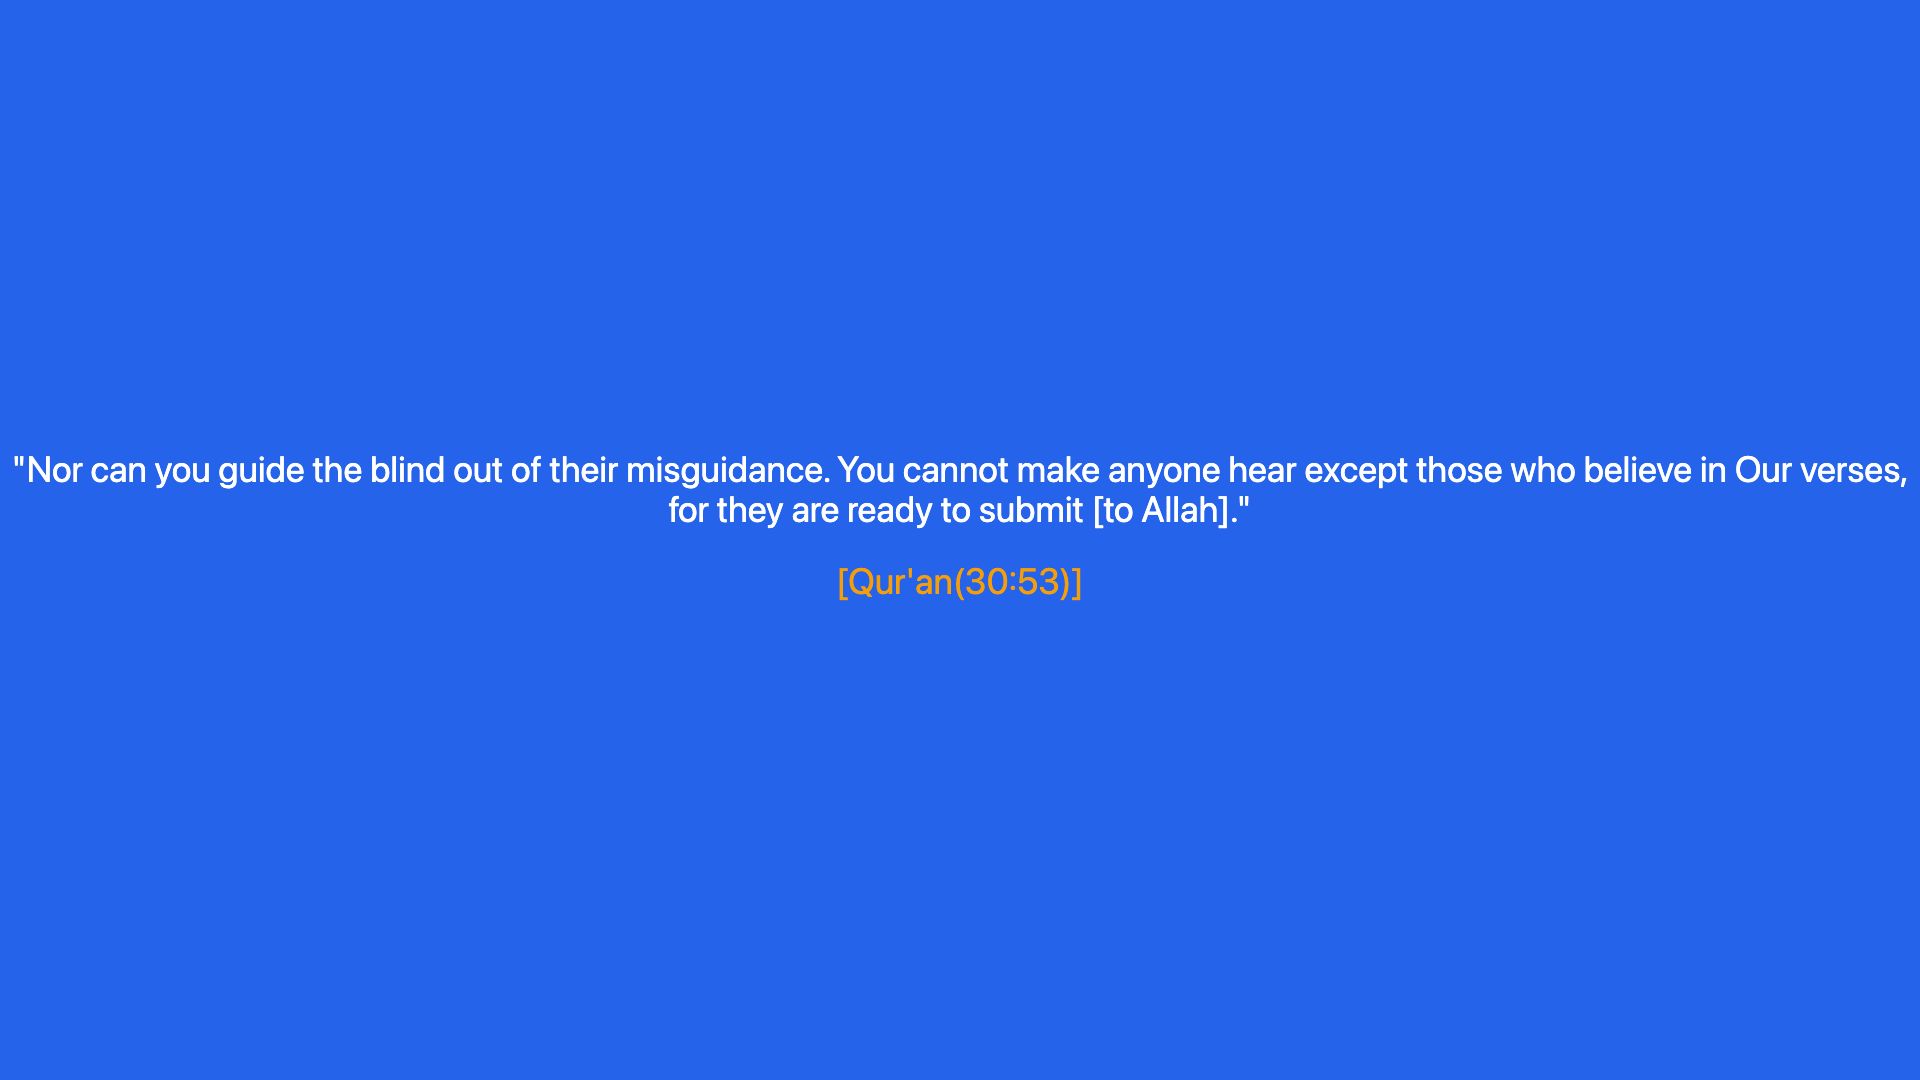 "Nor can you guide the blind out of their misguidance. You cannot make anyone hear except those who believe in Our verses,
for they are ready to submit [to Allah]."
[Qur'an(30:53)]